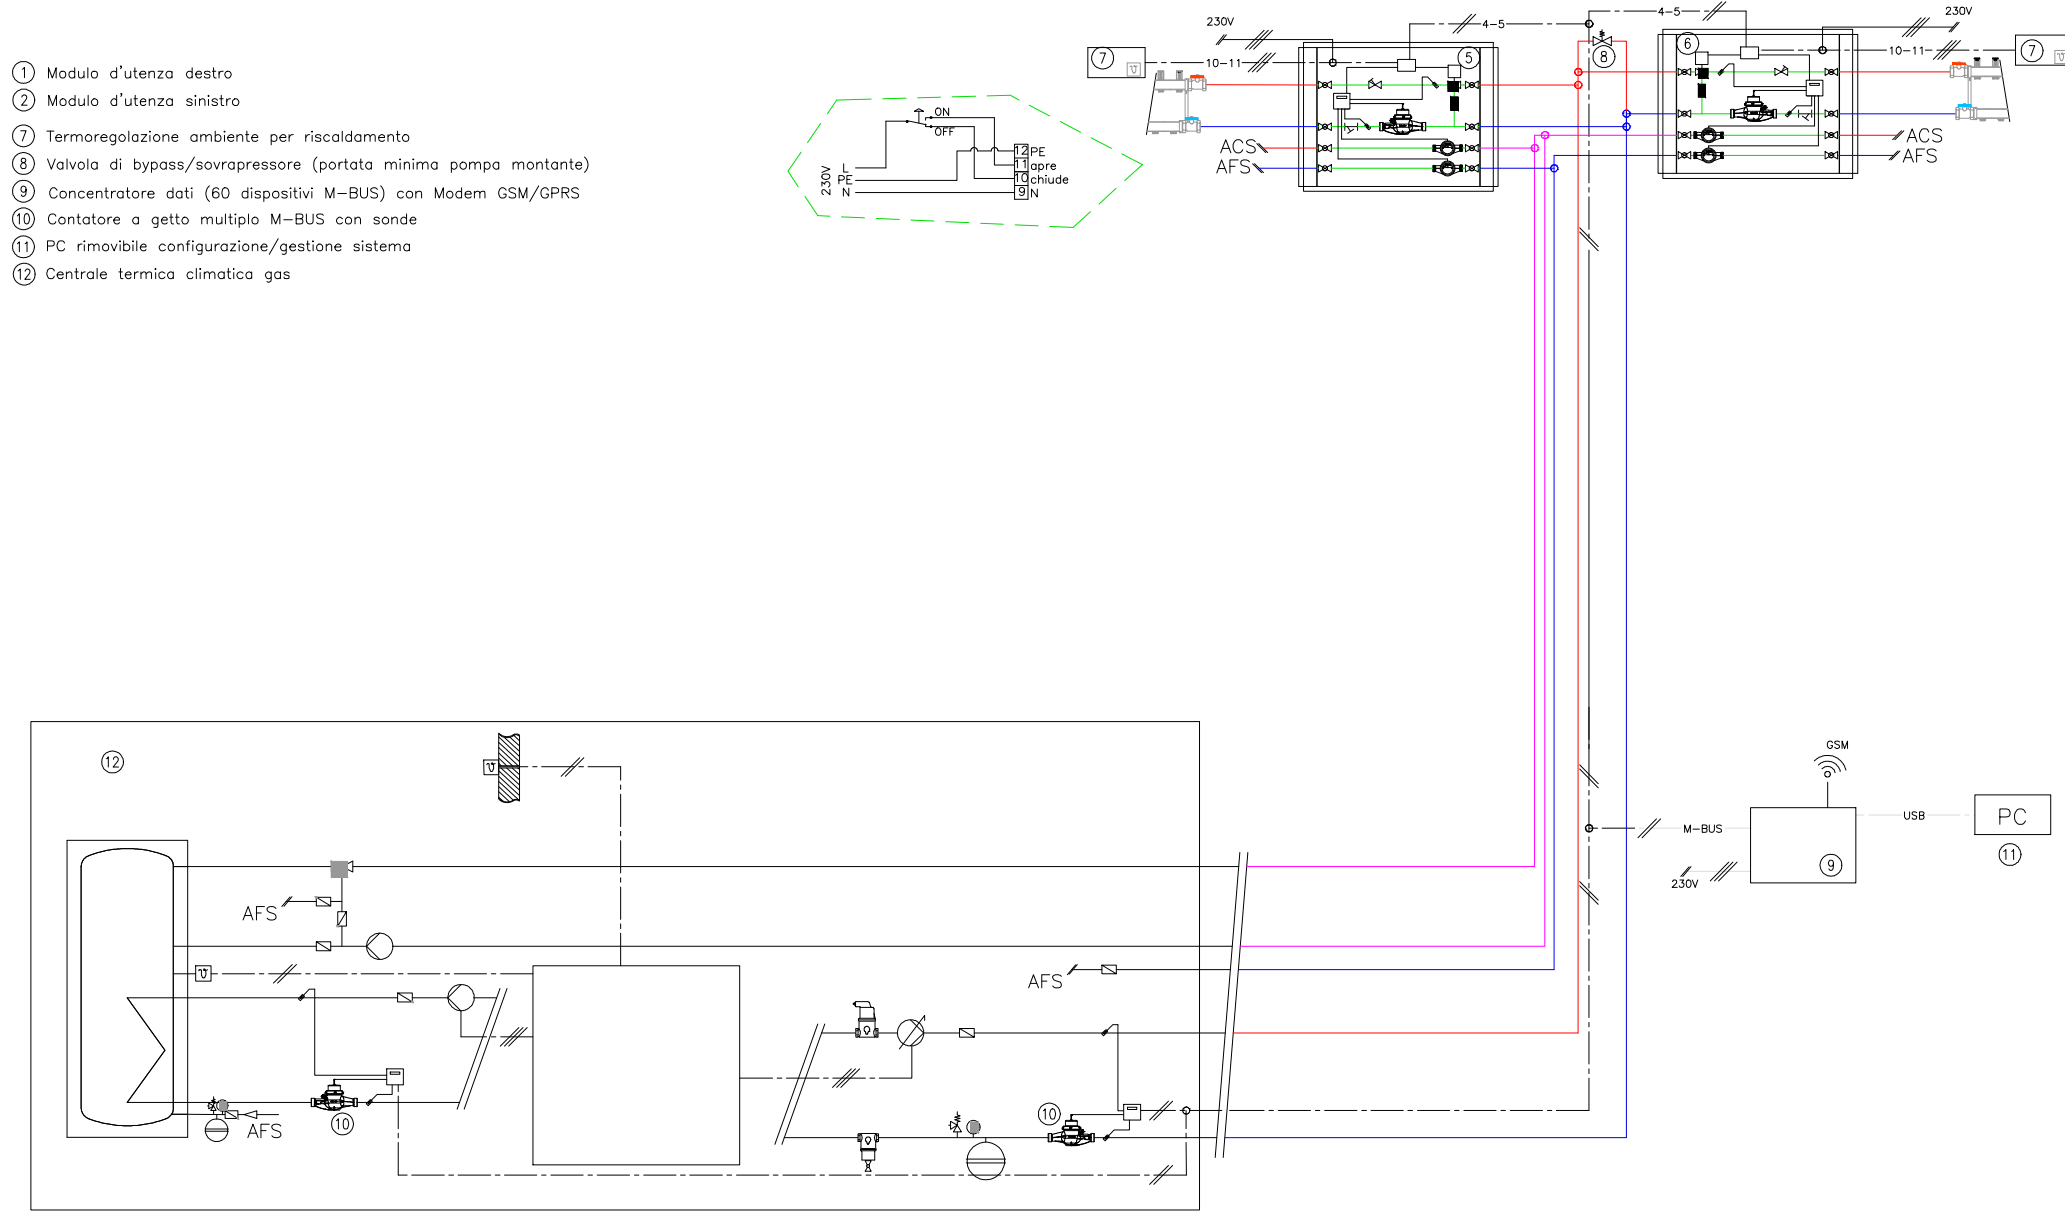 1 Modulo d'utenza destro
2 Modulo d'utenza sinistro
7 Termoregolazione ambiente per riscaldamento
8 Valvola di bypass/sovrapressore (portata minima pompa montante)
9 Concentratore dati (60 dispositivi M-BUS) con Modem GSM/GPRS
10 Contatore a getto multiplo M-BUS con sonde
11 PC rimovibile configurazione/gestione sistema
12 Centrale termica climatica gas
ON
OFF
230V
L
PE
N
12 PE
11 apre
10 chiude
9 N
230V
4-5
7
10-11
5
ACS
AFS
8
4-5
230V
6
10-11
7
ACS
AFS
12
AFS
AFS
10
AFS
10
GSM
M-BUS
USB
PC
230V
9
11